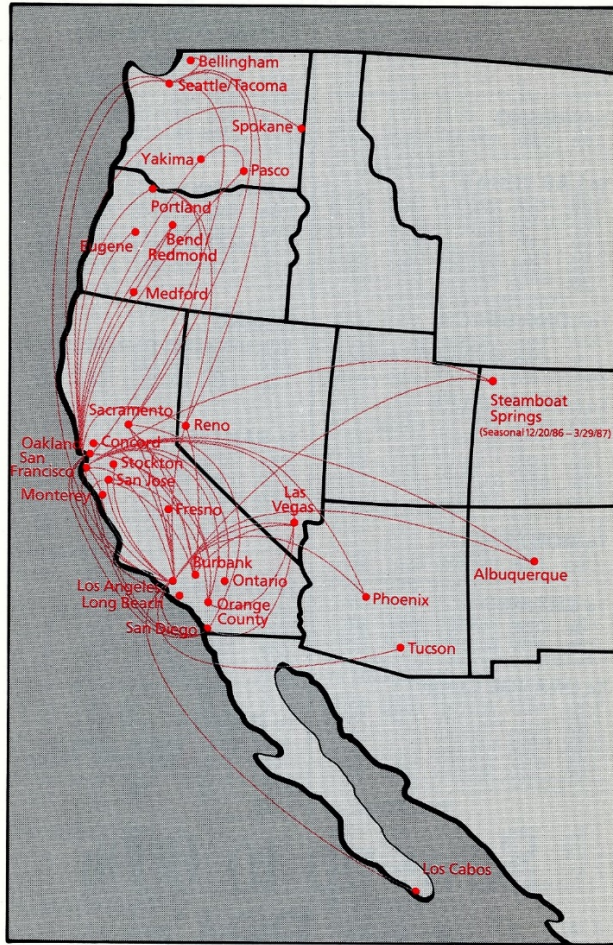 Bellingham
Seattle/Tacoma
Spokane
Yakima
Pasco
Portland
Eugene
Bend/
Redmond
Medford
Steamboat
Springs
(Seasonal 12/20/86 – 3/29/87)
Sacramento
Reno
Oakland
Concord
San
Francisco
Stockton
San Jose
Monterey
Las
Vegas
Fresno
Burbank
Albuquerque
Los Angeles
Ontario
Long Beach
Orange
County
Phoenix
San Diego
Tucson
Los Cabos